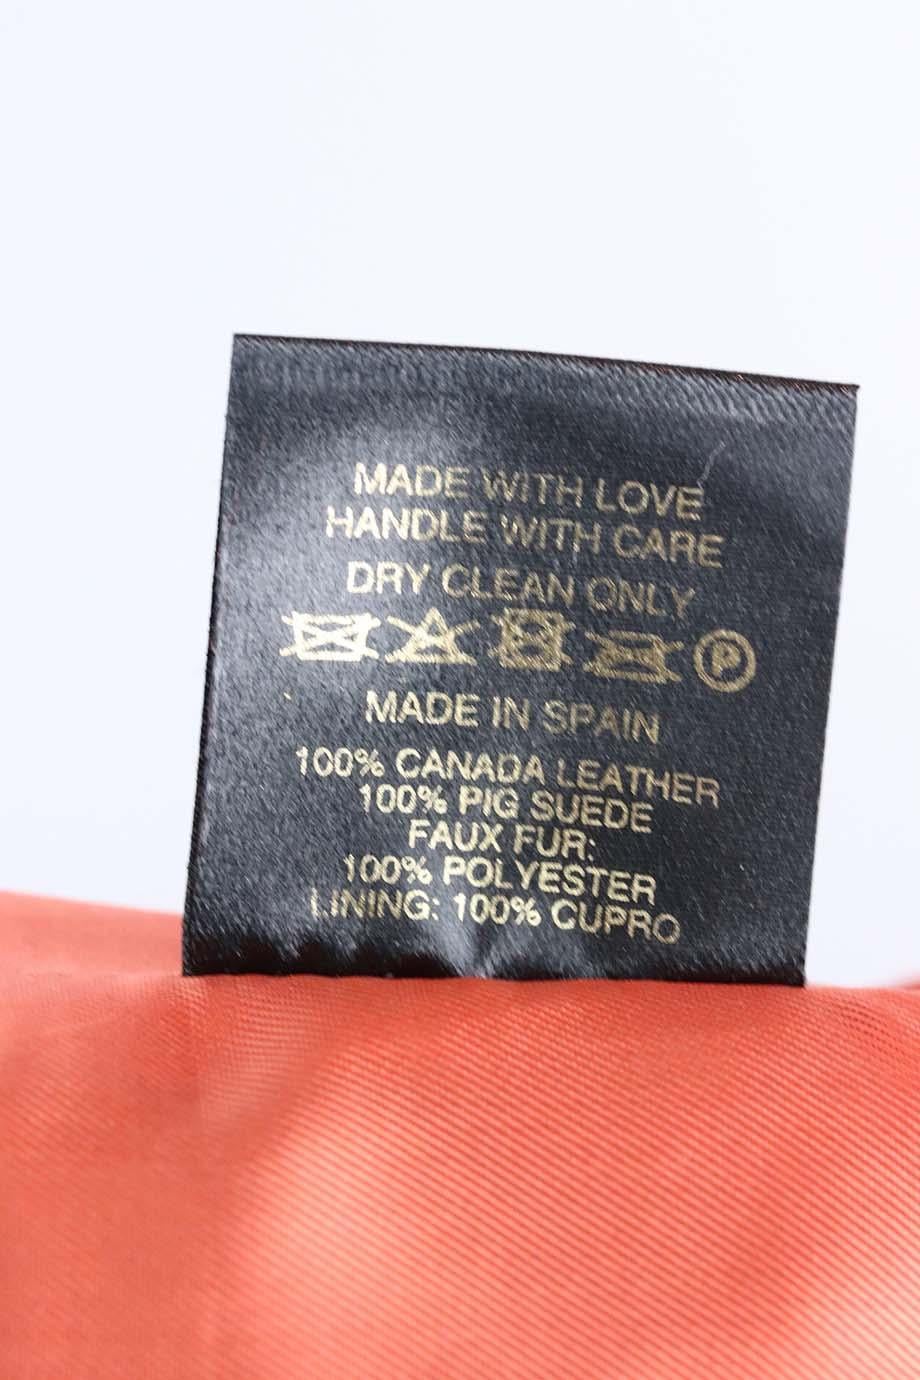 MADE WITH LOVE
HANDLE WITH CARE
DRY CLEAN ONLY
P
MADE IN SPAIN
100% CANADA LEATHER
100% PIG SUEDE
FAUX FUR:
100% POLYESTER
LINING: 100% CUPRO